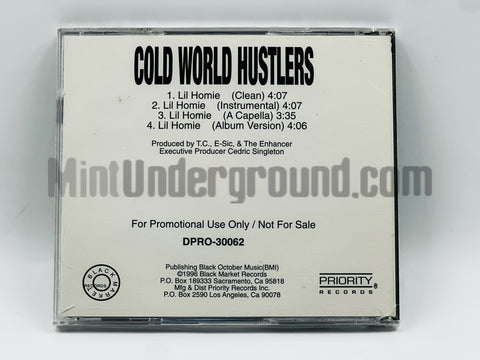 COLD WORLD HUSTLERS
1. Lil Homie (Clean) 4:07
2. Lil Homie (Instrumental) 4:07
3. Lil Homie (A Capella) 3:35
4. Lil Homie (Album Version) 4:06
Produced by T.C., E-Sic, & The Enhancer
Executive Producer Cedric Singleton
MintUnderground.com
For Promotional Use Only / Not For Sale
DPRO-30062
BLACK MARKET
RECORDS
Publishing Black October Music(BMI)
©1996 Black Market Records
P.O. Box 189333 Sacramento, Ca 95818
Mfg & Dist Priority Records Inc.
P.O. Box 2590 Los Angeles, CA 90078
PRIORITY®
RECORDS